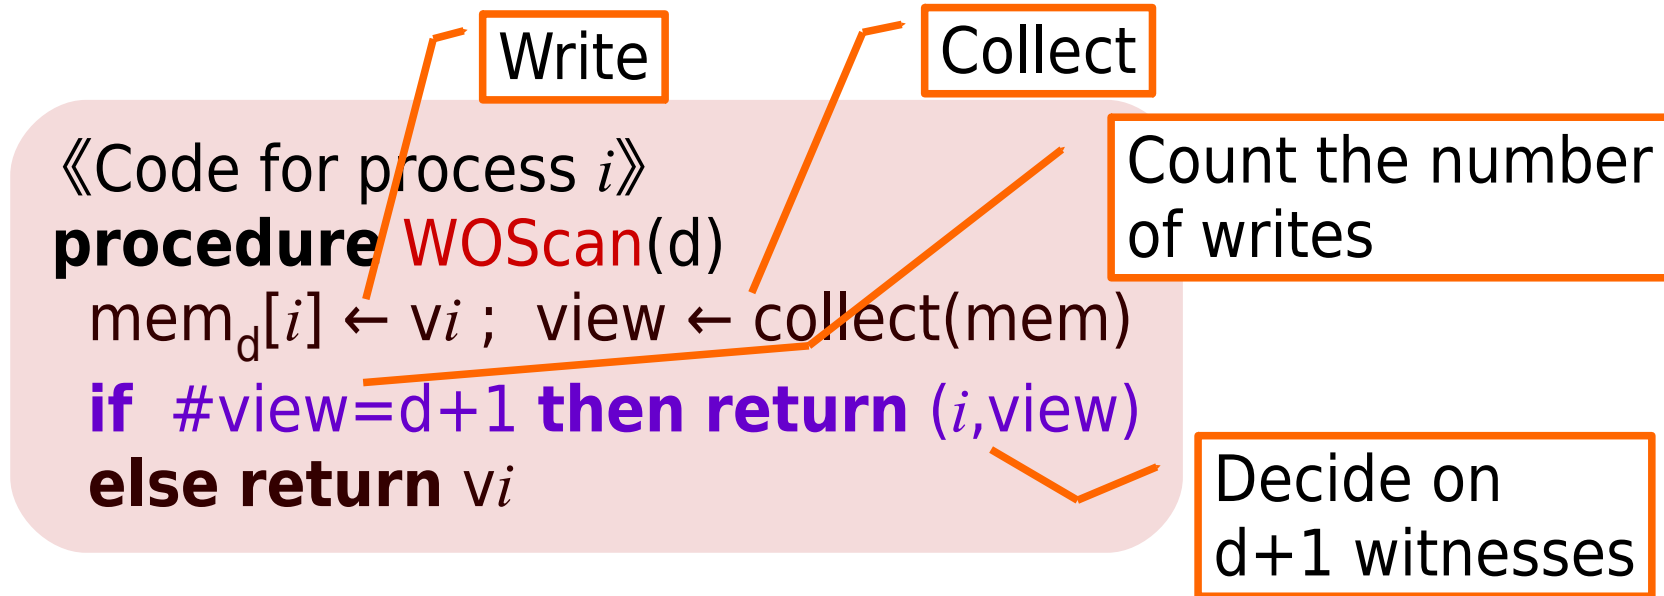 Write
Collect
Count the number
of writes
《Code for process i》
procedure WOScan(d)
mem_d[i] ← vi ;  view ← collect(mem)
if #view=d+1 then return (i,view)
else return vi
Decide on
d+1 witnesses